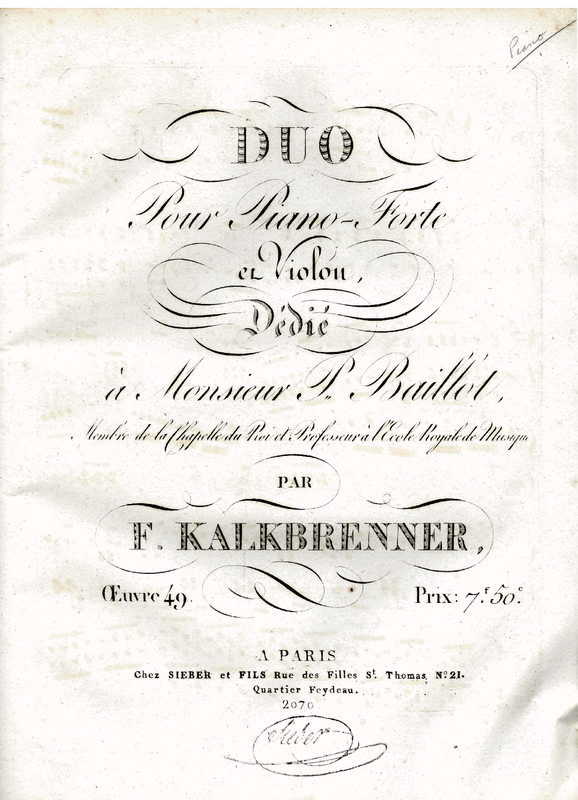 Piano
DUO
Pour Piano-Forte
et Violon,
Dédié
à Monsieur P. Baillot,
Membre de la Chapelle du Roi et Professeur à l'Ecole Royale de Musique
PAR
F. KALKBRENNER,
Œuvre 49. Prix: 7.f 50.c
A PARIS
Chez SIEBER et FILS Rue des Filles St. Thomas, No. 21.
Quartier Feydeau.
2070
Sieber